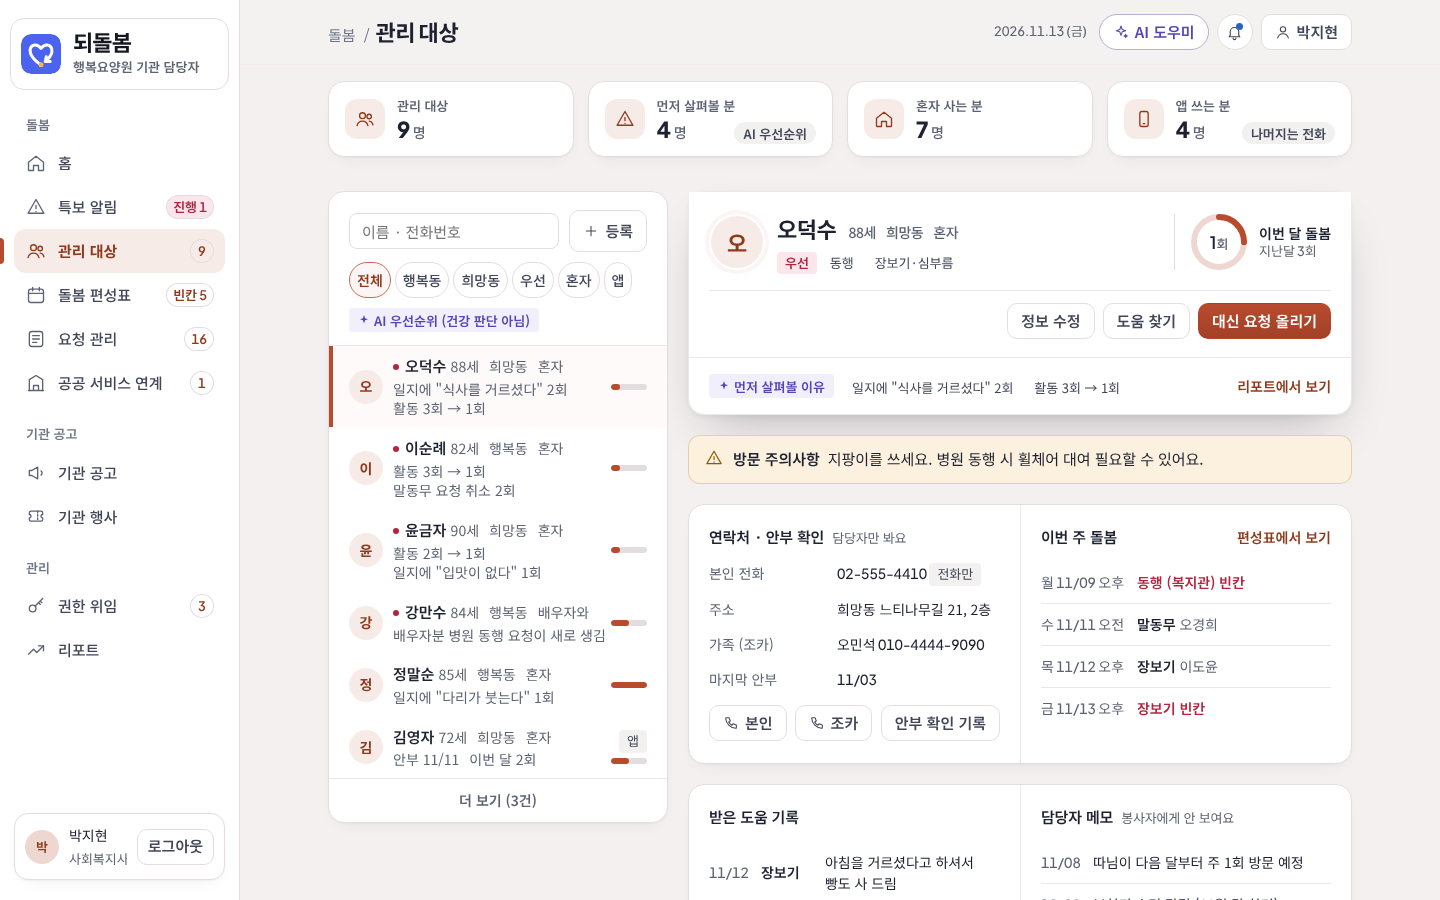 되돌봄
행복요양원 기관 담당자
돌봄
홈
특보 알림 진행 1
관리 대상 9
돌봄 편성표 빈칸 5
요청 관리 16
공공 서비스 연계 1
기관 공고
기관 공고
기관 행사
관리
권한 위임 3
리포트
박 박지현 사회복지사 로그아웃
돌봄 / 관리 대상
2026.11.13(금) AI 도우미 박지현
관리 대상
9명
먼저 살펴볼 분
4명 AI 우선순위
혼자 사는 분
7명
앱 쓰는 분
4명 나머지는 전화
이름 · 전화번호 + 등록
전체 행복동 희망동 우선 혼자 앱
AI 우선순위 (건강 판단 아님)
오 오덕수 88세 희망동 혼자
일지에 "식사를 거르셨다" 2회
활동 3회 → 1회
이 이순례 82세 행복동 혼자
활동 3회 → 1회
말동무 요청 취소 2회
윤 윤금자 90세 희망동 혼자
활동 2회 → 1회
일지에 "입맛이 없다" 1회
강 강만수 84세 행복동 배우자와
배우자분 병원 동행 요청이 새로 생김
정 정말순 85세 행복동 혼자
일지에 "다리가 붓는다" 1회
김 김영자 72세 희망동 혼자 앱
안부 11/11 이번 달 2회
더 보기 (3건)
오 오덕수 88세 희망동 혼자
우선 동행 장보기·심부름
1회 이번 달 돌봄
지난달 3회
정보 수정 도움 찾기 대신 요청 올리기
먼저 살펴볼 이유 일지에 "식사를 거르셨다" 2회 활동 3회 → 1회 리포트에서 보기
방문 주의사항 지팡이를 쓰세요. 병원 동행 시 휠체어 대여 필요할 수 있어요.
연락처 · 안부 확인 담당자만 봐요
본인 전화 02-555-4410 전화만
주소 희망동 느티나무길 21, 2층
가족 (조카) 오민석 010-4444-9090
마지막 안부 11/03
본인 조카 안부 확인 기록
이번 주 돌봄 편성표에서 보기
월 11/09 오후 동행 (복지관) 빈칸
수 11/11 오전 말동무 오경희
목 11/12 오후 장보기 이도윤
금 11/13 오후 장보기 빈칸
받은 도움 기록
11/12 장보기 아침을 거르셨다고 하셔서
빵도 사 드림
담당자 메모 봉사자에게 안 보여요
11/08 따님이 다음 달부터 주 1회 방문 예정